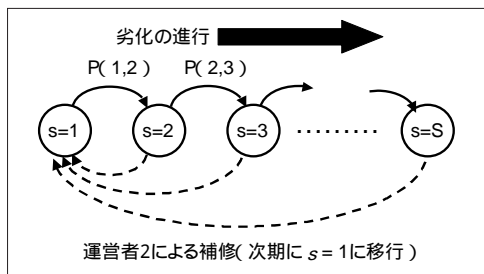 劣化の進行
P( 1,2 )
P( 2,3 )
s=1
s=2
s=3
.........
s=S
運営者2による補修( 次期に s = 1に移行 )